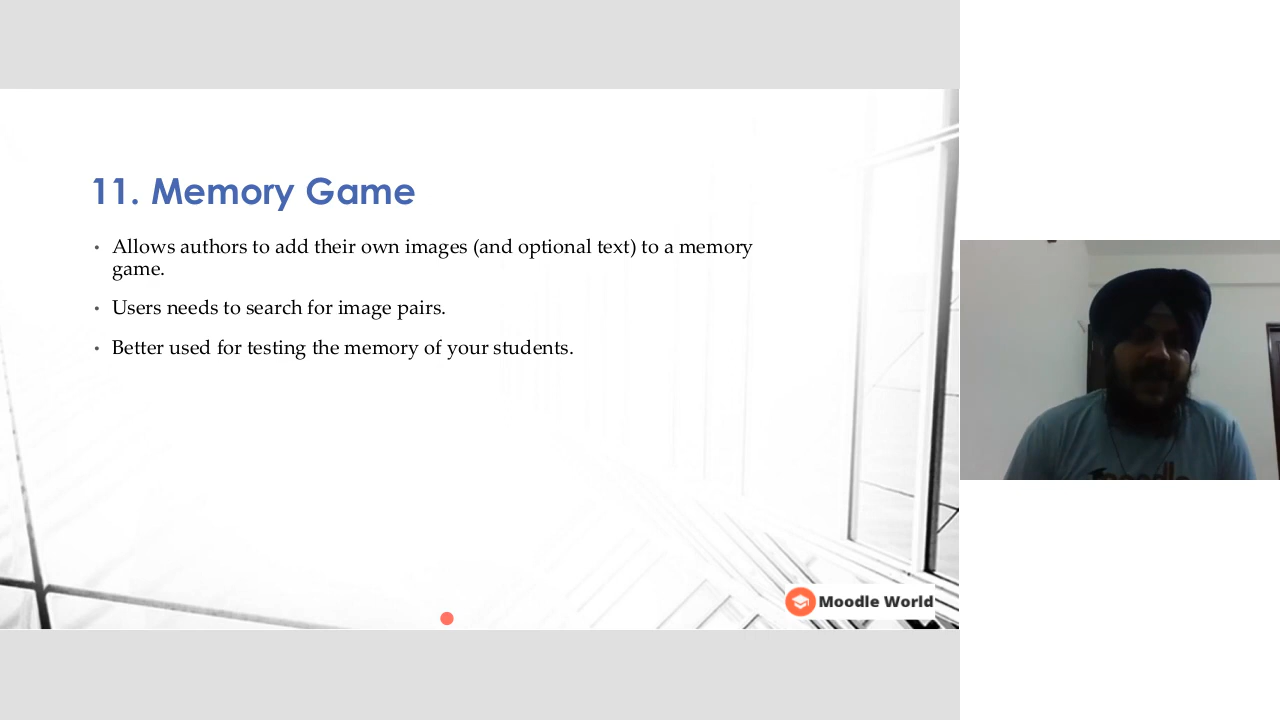 11. Memory Game
• Allows authors to add their own images (and optional text) to a memory
game.
• Users needs to search for image pairs.
• Better used for testing the memory of your students.
Moodle World